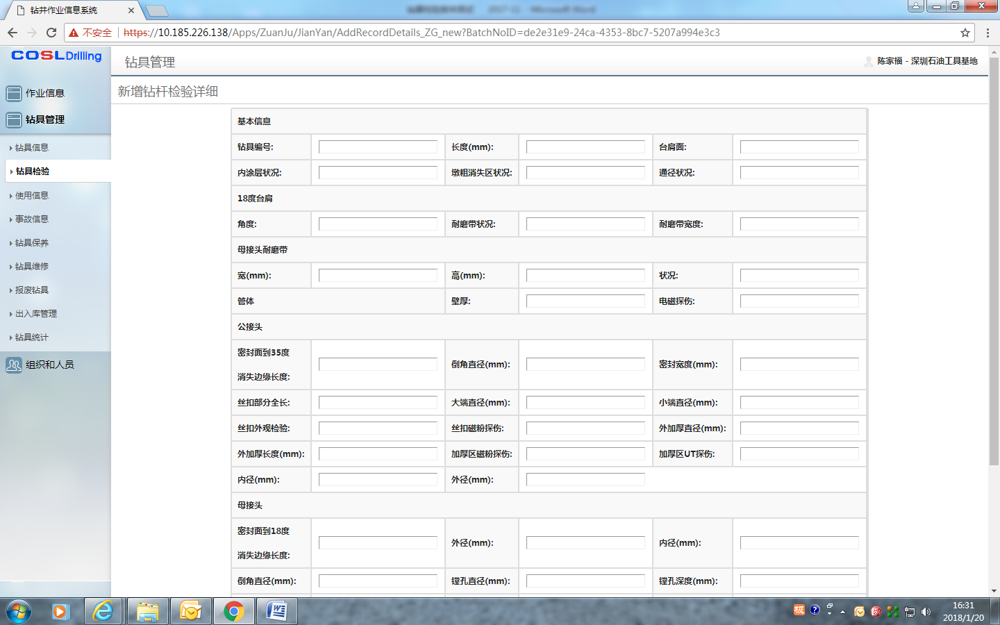 钻井作业信息系统
不安全 https://10.185.226.138/Apps/ZuanJu/JianYan/AddRecordDetails_ZG_new?BatchNoID=de2e31e9-24ca-4353-8bc7-5207a994e3c3
COSL Drilling
钻具管理
陈家福 - 深圳石油工具基地
新增钻杆检验详细
作业信息
钻具管理
钻具信息
钻具检验
使用信息
事故信息
钻具保养
钻具维修
报废钻具
出入库管理
钻具统计
组织和人员
基本信息
钻具编号: 长度(mm): 台肩面:
内涂层状况: 墩粗消失区状况: 通径状况:
18度台肩
角度: 耐磨带状况: 耐磨带宽度:
母接头耐磨带
宽(mm): 高(mm): 状况:
管体 壁厚: 电磁探伤:
公接头
密封面到35度
消失边缘长度: 倒角直径(mm): 密封宽度(mm):
丝扣部分全长: 大端直径(mm): 小端直径(mm):
丝扣外观检验: 丝扣磁粉探伤: 外加厚直径(mm):
外加厚长度(mm): 加厚区磁粉探伤: 加厚区UT探伤:
内径(mm): 外径(mm):
母接头
密封面到18度
消失边缘长度: 外径(mm): 内径(mm):
倒角直径(mm): 镗孔直径(mm): 镗孔深度(mm):
极
16:31
2018/1/20